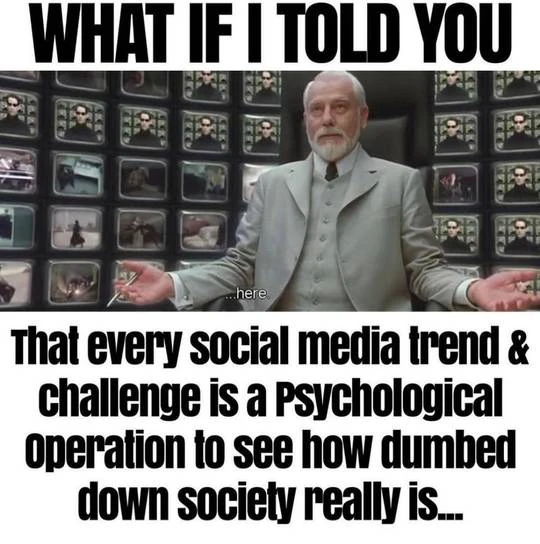 WHAT IF I TOLD YOU
...here.
That every social media trend &
challenge is a Psychological
Operation to see how dumbed
down society really is...